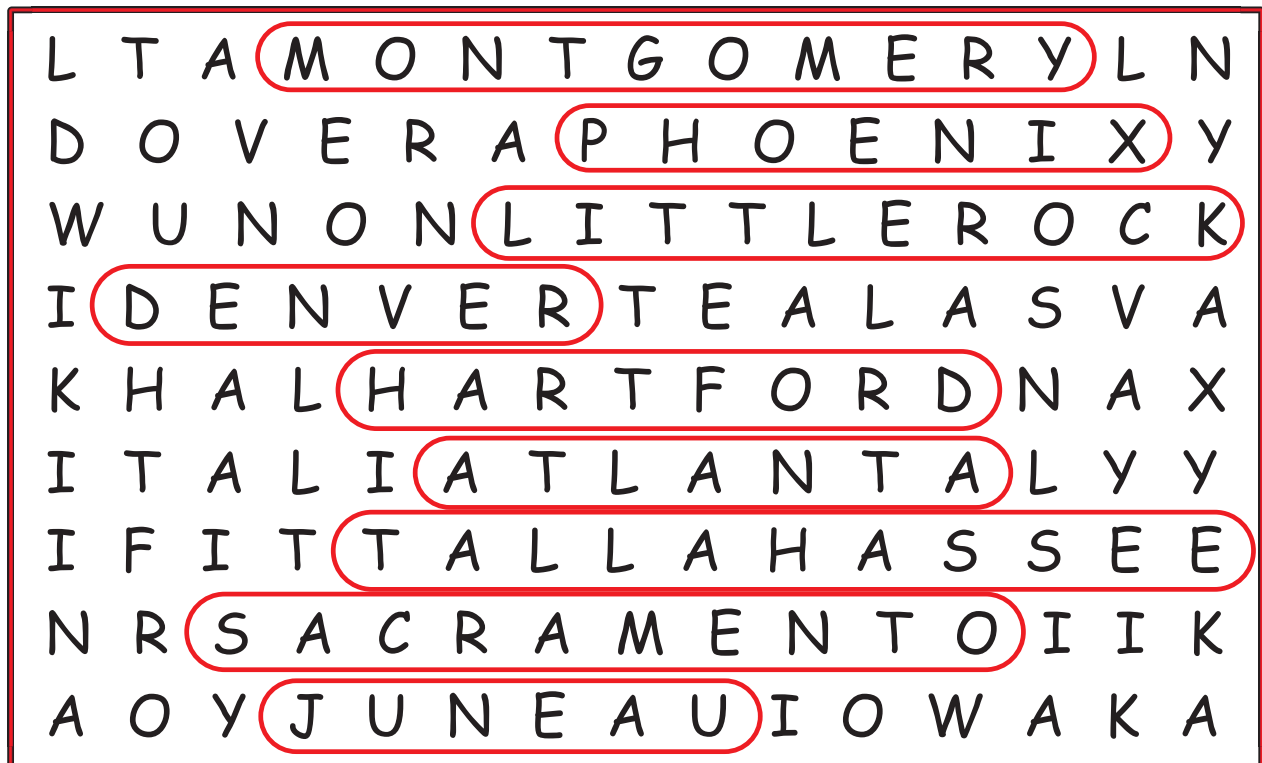 L T A M O N T G O M E R Y L N
D O V E R A P H O E N I X Y
W U N O N L I T T L E R O C K
I D E N V E R T E A L A S V A
K H A L H A R T F O R D N A X
I T A L I A T L A N T A L Y Y
I F I T T A L L A H A S S E E
N R S A C R A M E N T O I I K
A O Y J U N E A U I O W A K A